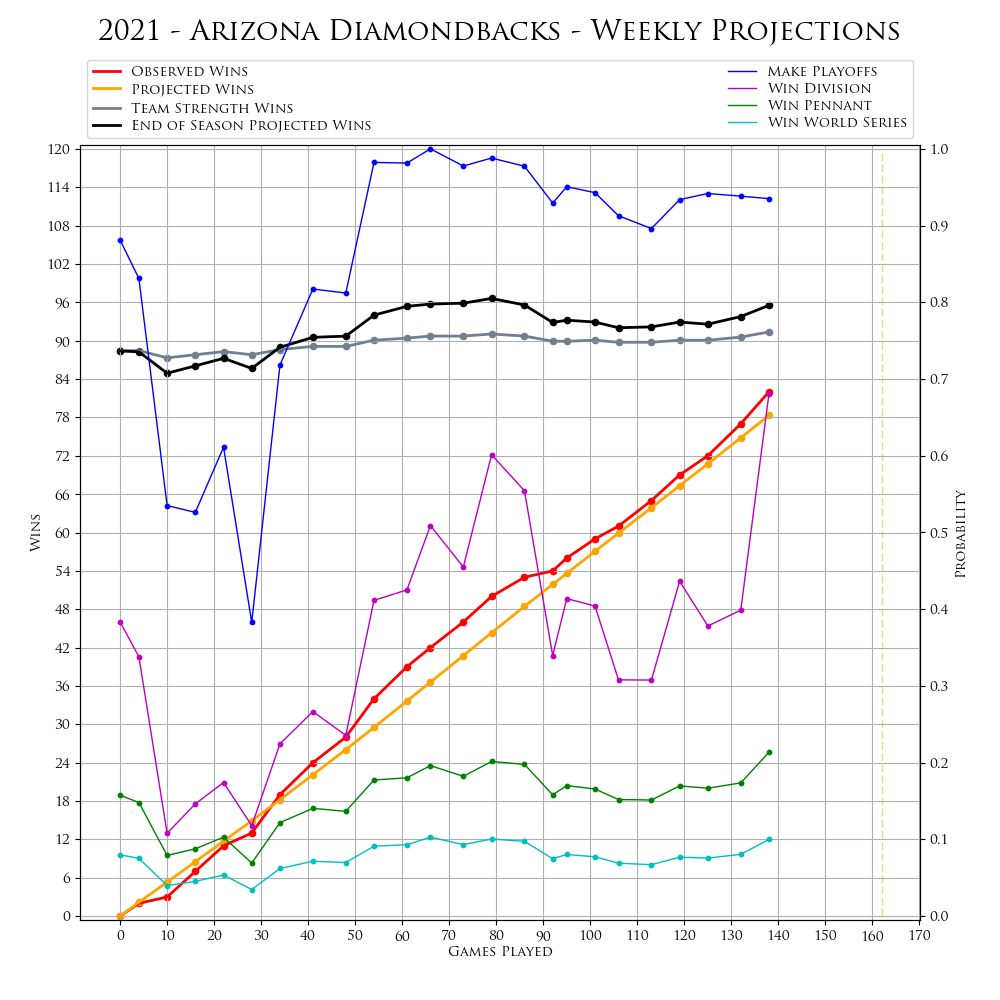 2021 - Arizona Diamondbacks - Weekly Projections
Observed Wins
Projected Wins
Team Strength Wins
End of Season Projected Wins
Make Playoffs
Win Division
Win Pennant
Win World Series
120
114
108
102
96
90
84
78
72
66
60
54
48
42
36
30
24
18
12
6
0
Wins
1.0
0.9
0.8
0.7
0.6
0.5
0.4
0.3
0.2
0.1
0.0
Probability
0 10 20 30 40 50 60 70 80 90 100 110 120 130 140 150 160 170
Games Played